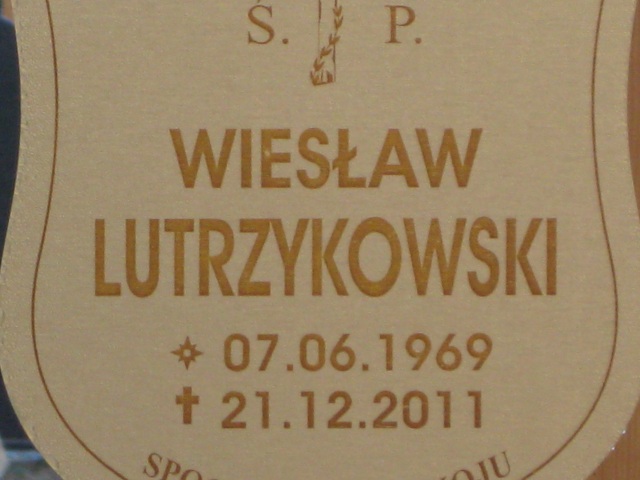 Ś. P.
WIESŁAW
LUTRZYKOWSKI
07.06.1969
21.12.2011